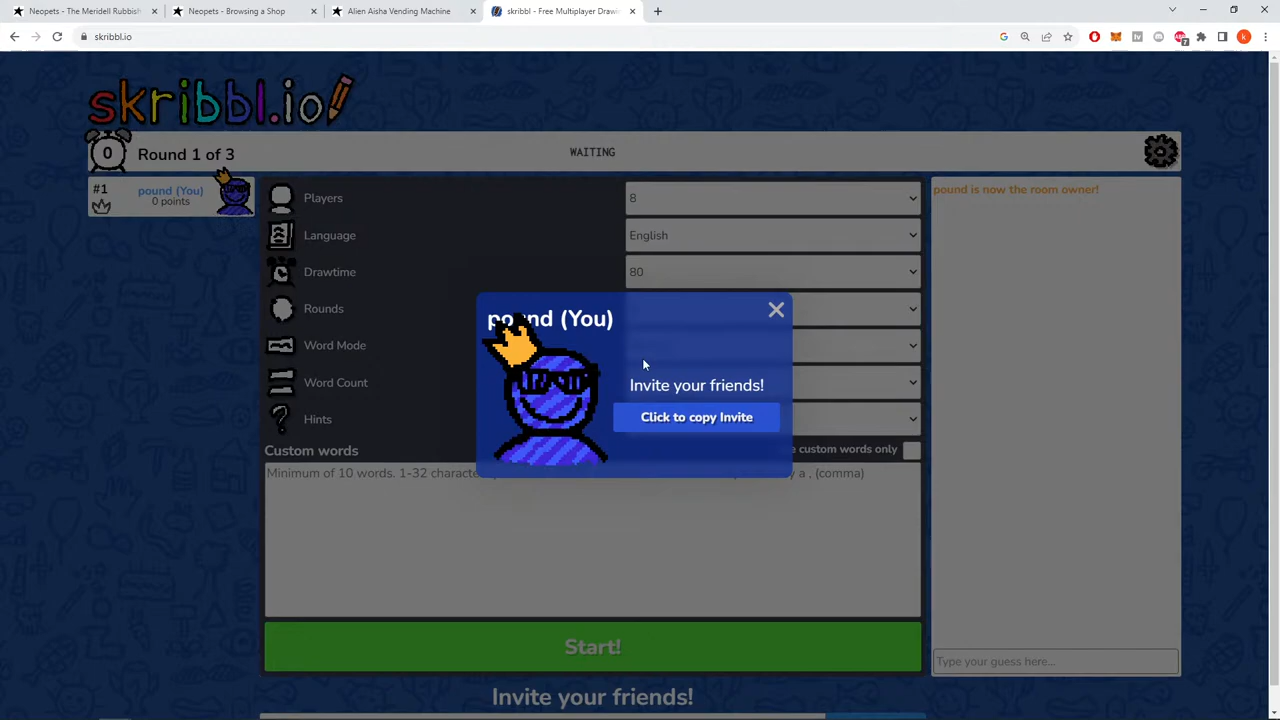 Neopets - The Meridell Rubbish
Neopets - Browsing a Shop
Alien Aisha Vending Machine
skribbl - Free Multiplayer Drawin
skribbl.io
7
k
skribbl.io
0
Round 1 of 3
WAITING
#1
pound (You)
0 points
Players
8
pound is now the room owner!
Language
English
Drawtime
80
Rounds
pound (You)
Word Mode
Invite your friends!
Word Count
Click to copy Invite
Hints
Custom words
custom words only
Minimum of 10 words. 1-32
a , (comma)
Start!
Type your guess here...
Invite your friends!